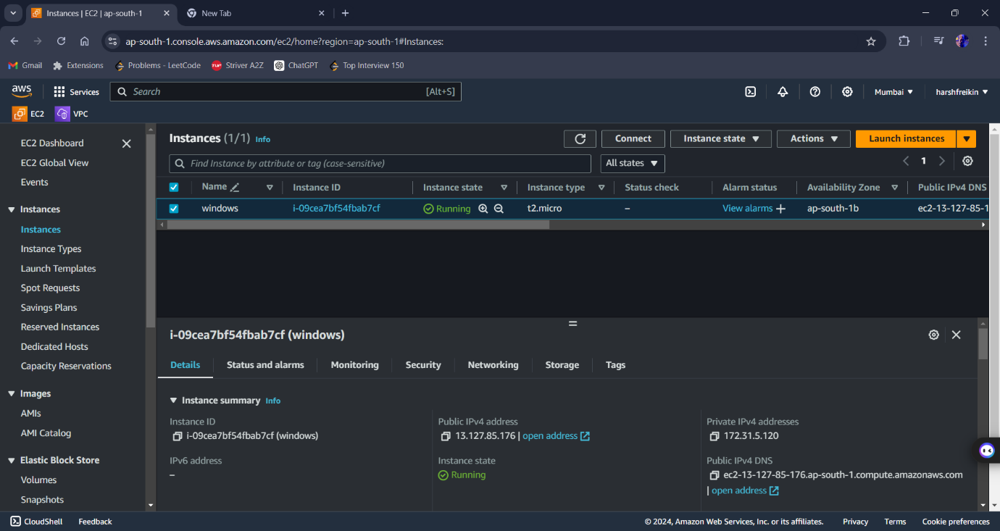 Instances | EC2 | ap-south-1
New Tab
ap-south-1.console.aws.amazon.com/ec2/home?region=ap-south-1#Instances:
Gmail Extensions Problems - LeetCode Striver A2Z ChatGPT Top Interview 150
aws Services Search [Alt+S] Mumbai harshfreikin
EC2 VPC
EC2 Dashboard
EC2 Global View
Events
Instances
Instances
Instance Types
Launch Templates
Spot Requests
Savings Plans
Reserved Instances
Dedicated Hosts
Capacity Reservations
Images
AMIs
AMI Catalog
Elastic Block Store
Volumes
Snapshots
Instances (1/1) Info Connect Instance state Actions Launch instances
Find Instance by attribute or tag (case-sensitive) All states 1
Name Instance ID Instance state Instance type Status check Alarm status Availability Zone Public IPv4 DNS
windows i-09cea7bf54fbab7cf Running t2.micro – View alarms + ap-south-1b ec2-13-127-85-1
i-09cea7bf54fbab7cf (windows)
Details Status and alarms Monitoring Security Networking Storage Tags
Instance summary Info
Instance ID
i-09cea7bf54fbab7cf (windows)
IPv6 address
–
Public IPv4 address
13.127.85.176 | open address
Instance state
Running
Private IPv4 addresses
172.31.5.120
Public IPv4 DNS
ec2-13-127-85-176.ap-south-1.compute.amazonaws.com
| open address
CloudShell Feedback © 2024, Amazon Web Services, Inc. or its affiliates. Privacy Terms Cookie preferences